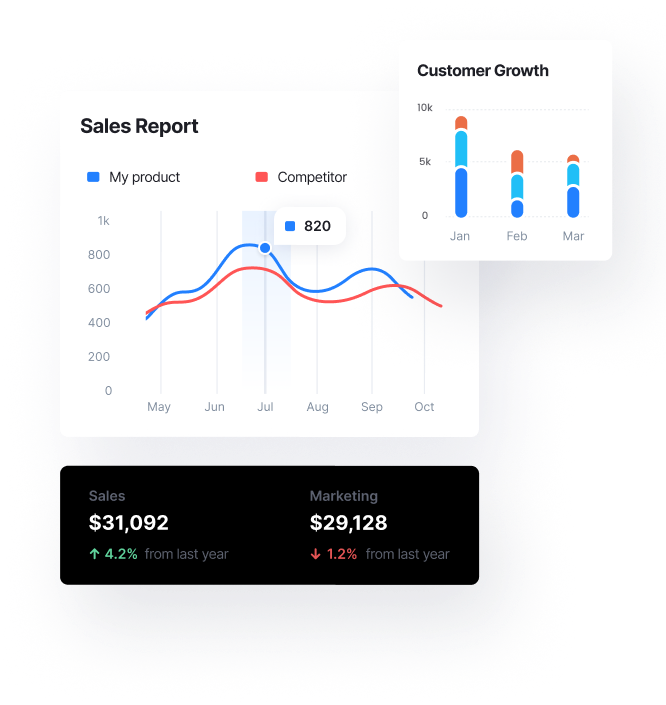 Customer Growth
10k
5k
0
Jan Feb Mar
Sales Report
My product Competitor
820
1k
800
600
400
200
0
May Jun Jul Aug Sep Oct
Sales Marketing
$31,092 $29,128
↑ 4.2% from last year ↓ 1.2% from last year